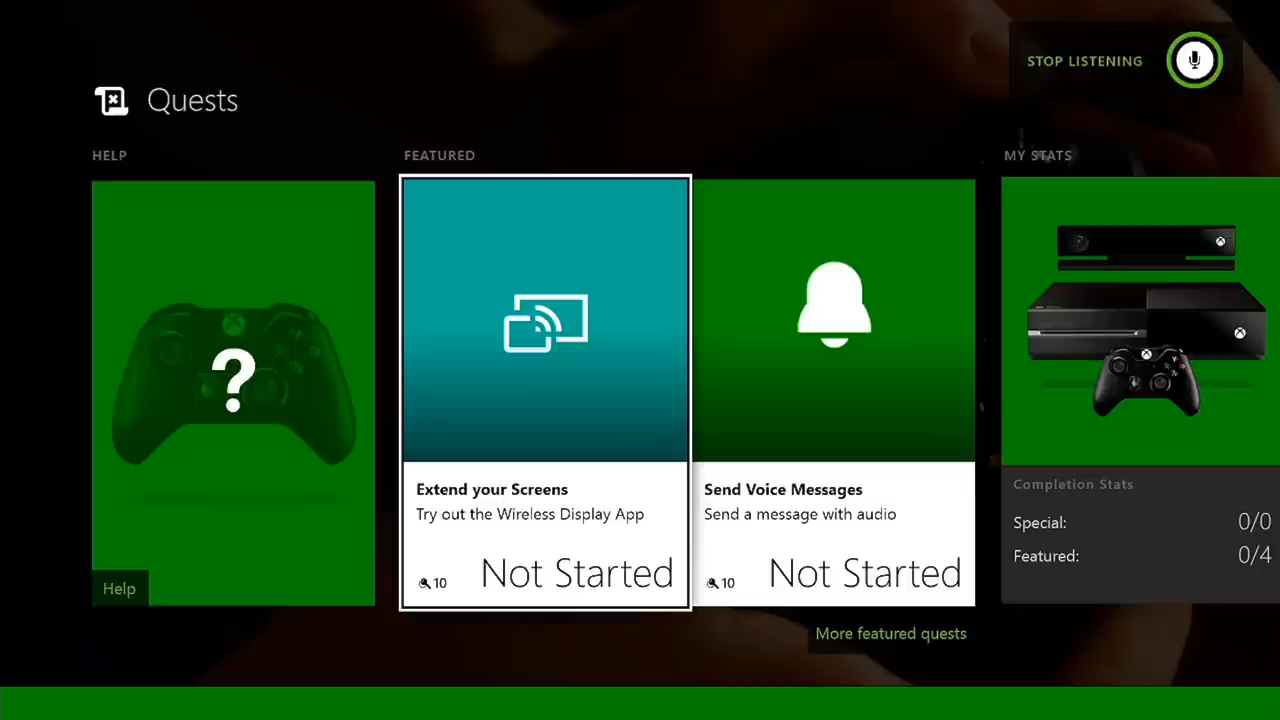 STOP LISTENING
Quests
HELP
FEATURED
MY STATS
?
Help
Extend your Screens
Try out the Wireless Display App
10
Not Started
Send Voice Messages
Send a message with audio
10
Not Started
More featured quests
Completion Stats
Special: 0/0
Featured: 0/4